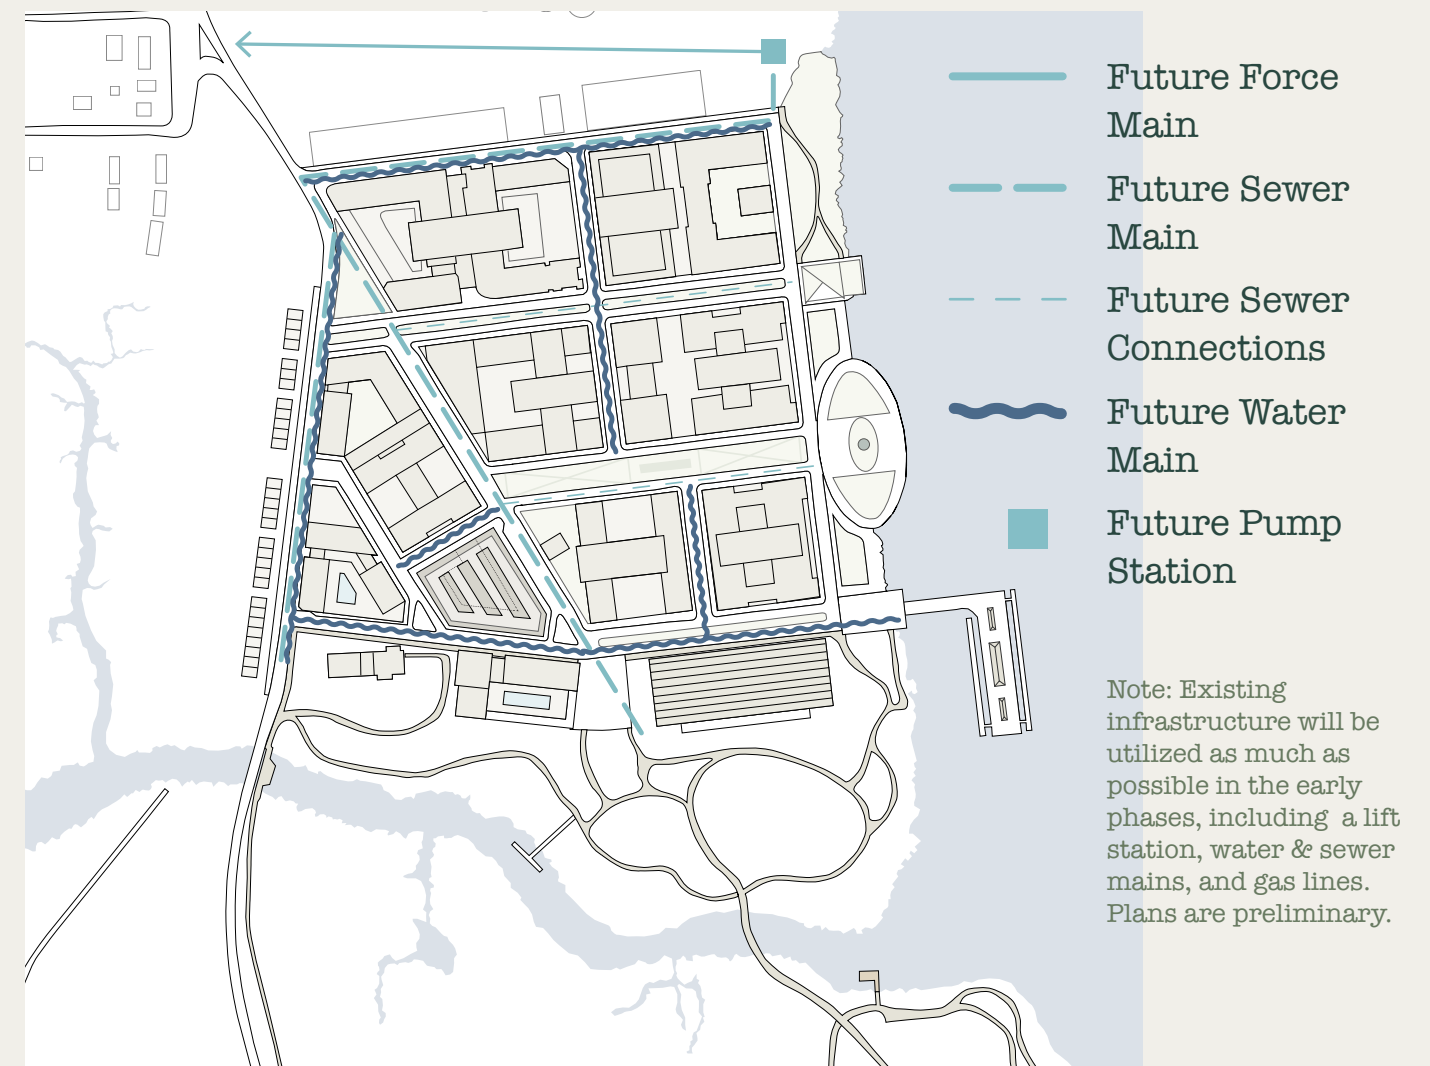 Future Force
Main
Future Sewer
Main
Future Sewer
Connections
Future Water
Main
Future Pump
Station
Note: Existing
infrastructure will be
utilized as much as
possible in the early
phases, including  a lift
station, water & sewer
mains, and gas lines.
Plans are preliminary.